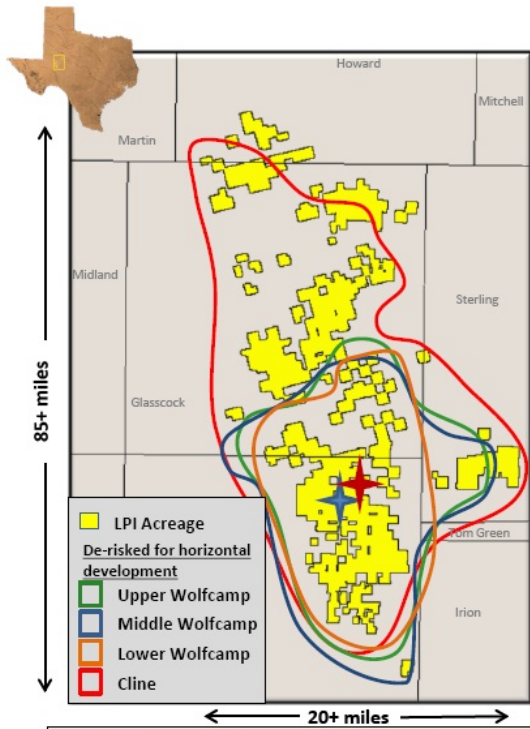 Howard
Mitchell
Martin
Midland
Sterling
Glasscock
85+ miles
LPI Acreage
De-risked for horizontal
development
Upper Wolfcamp
Middle Wolfcamp
Lower Wolfcamp
Cline
Tom Green
Irion
20+ miles